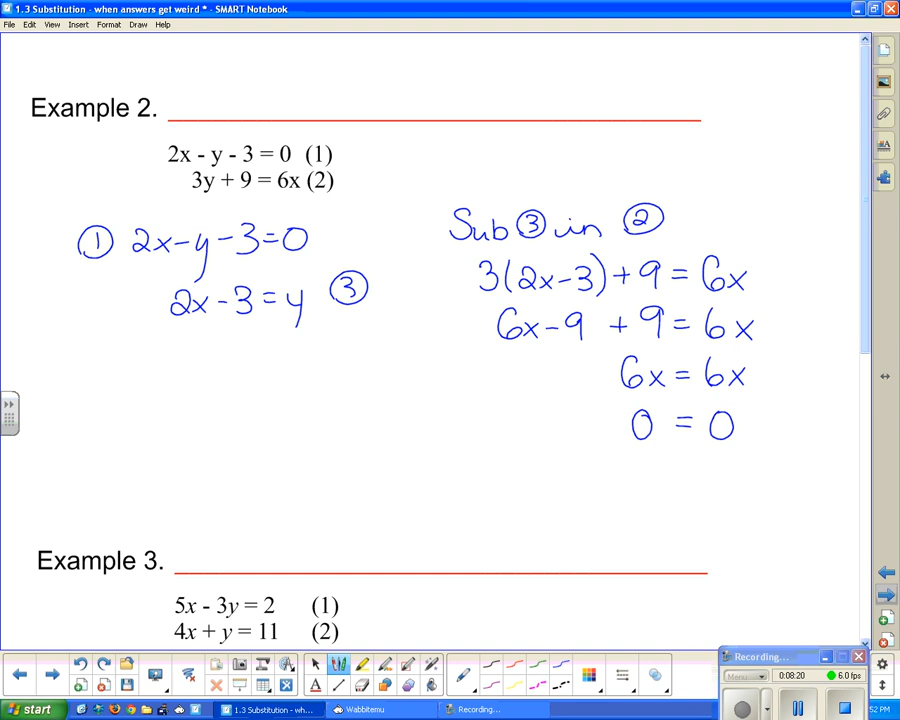 1.3 Substitution - when answers get weird * - SMART Notebook
File Edit View Insert Format Draw Help
Example 2.
2x - y - 3 = 0 (1)
3y + 9 = 6x (2)
① 2x-y-3=0
2x-3=y ③
Sub ③ in ②
3(2x-3)+9=6x
6x-9 +9=6x
6x=6x
0 = 0
Example 3.
5x - 3y = 2 (1)
4x + y = 11 (2)
Recording...
Menu
0:08:20
6.0 fps
start
1.3 Substitution - wh...
Wabbitemu
Recording...
52 PM